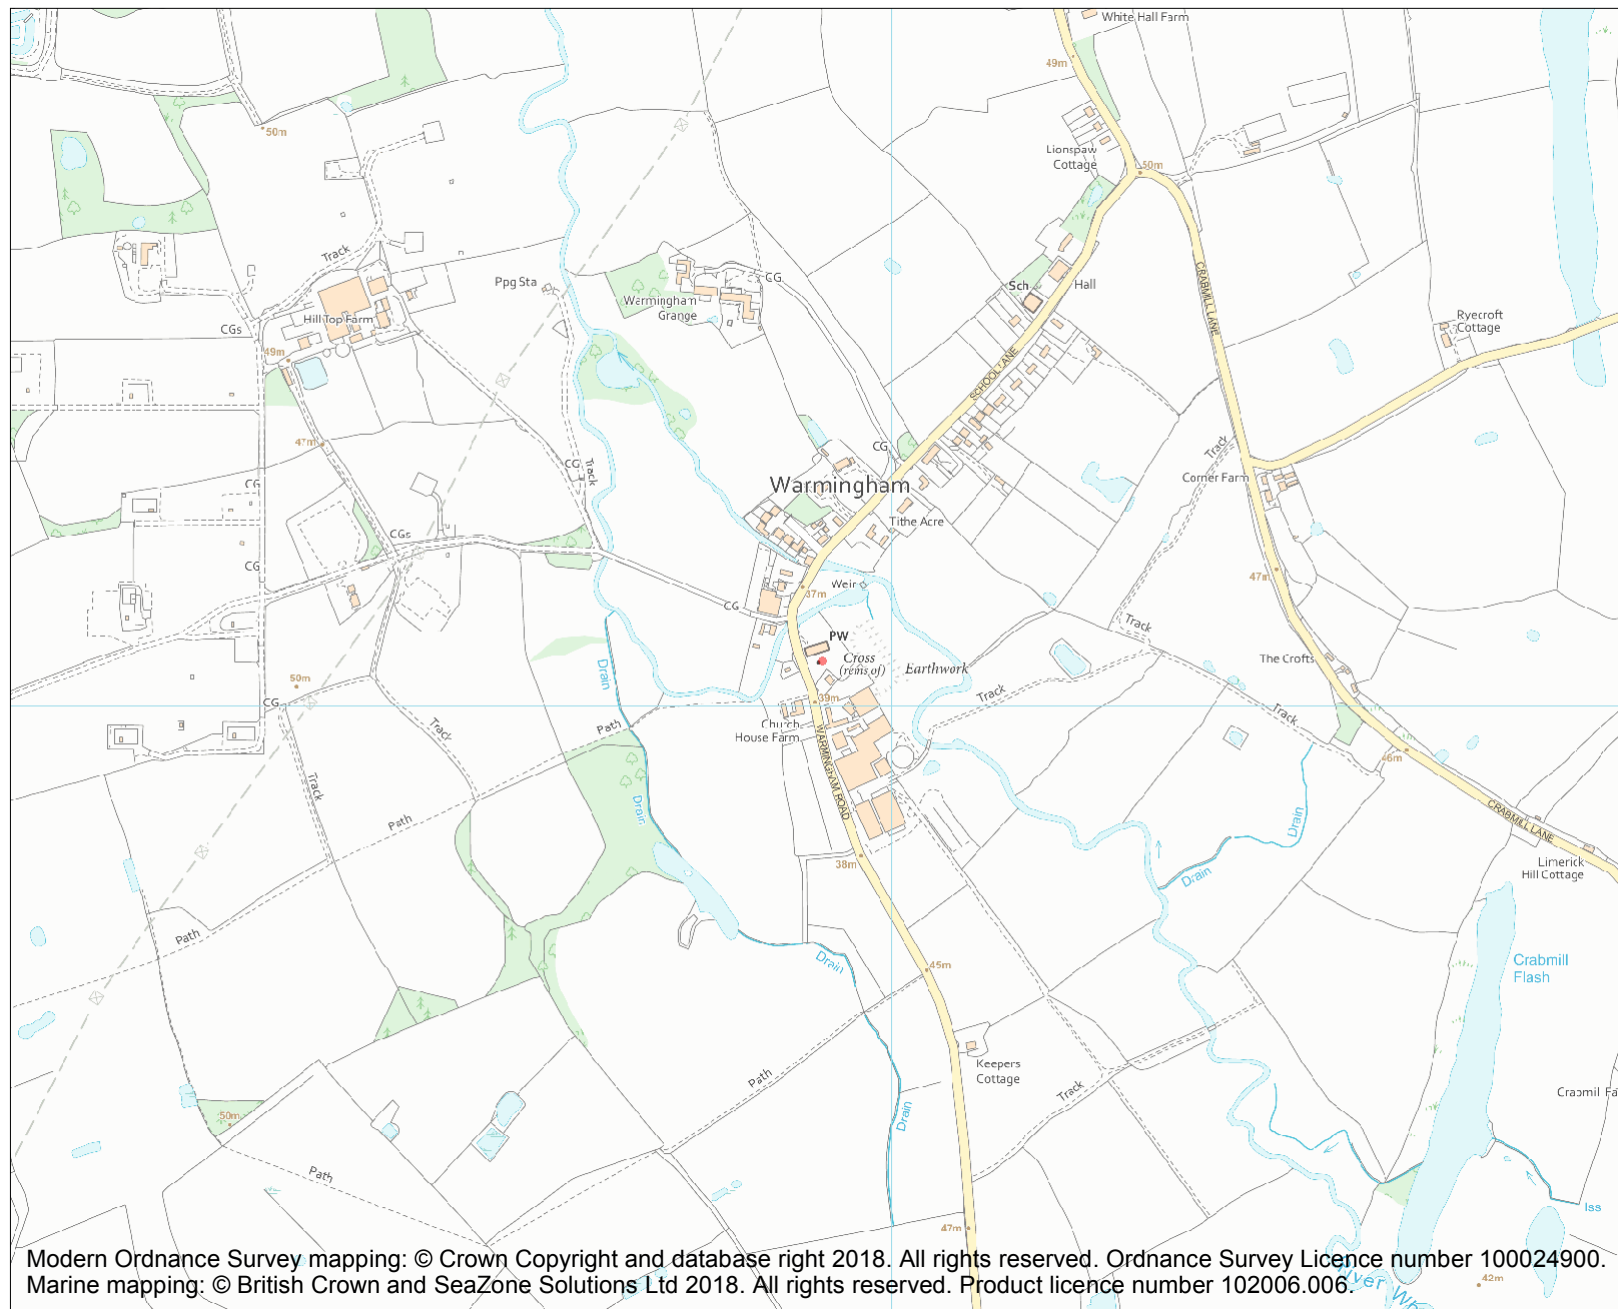 White Hall Farm
49m
50m
Lionspaw
Cottage
50m
Track
Ppg Sta
CG
Warmingham
Grange
Sch
Hall
CRABMILL LANE
Ryecroft
Cottage
CGs
Hill Top Farm
49m
SCHOOL LANE
47m
CG
CG
Track
CG
Track
Corner Farm
Warmingham
Tithe Acre
CGs
CG
Weir
37m
47m
CG
PW
Cross
(rems of)
Earthwork
Track
The Crofts
Drain
50m
CG
39m
Track
Track
Path
Church
House Farm
Track
WARMINGHAM ROAD
46m
Track
Drain
Path
CRABMILL LANE
Drain
38m
Drain
Limerick
Hill Cottage
Path
Drain
45m
Crabmill
Flash
Keepers
Cottage
Path
Track
50m
Drain
Path
Iss
47m
42m
Modern Ordnance Survey mapping: © Crown Copyright and database right 2018. All rights reserved. Ordnance Survey Licence number 100024900.
Marine mapping: © British Crown and SeaZone Solutions Ltd 2018. All rights reserved. Product licence number 102006.006.
River